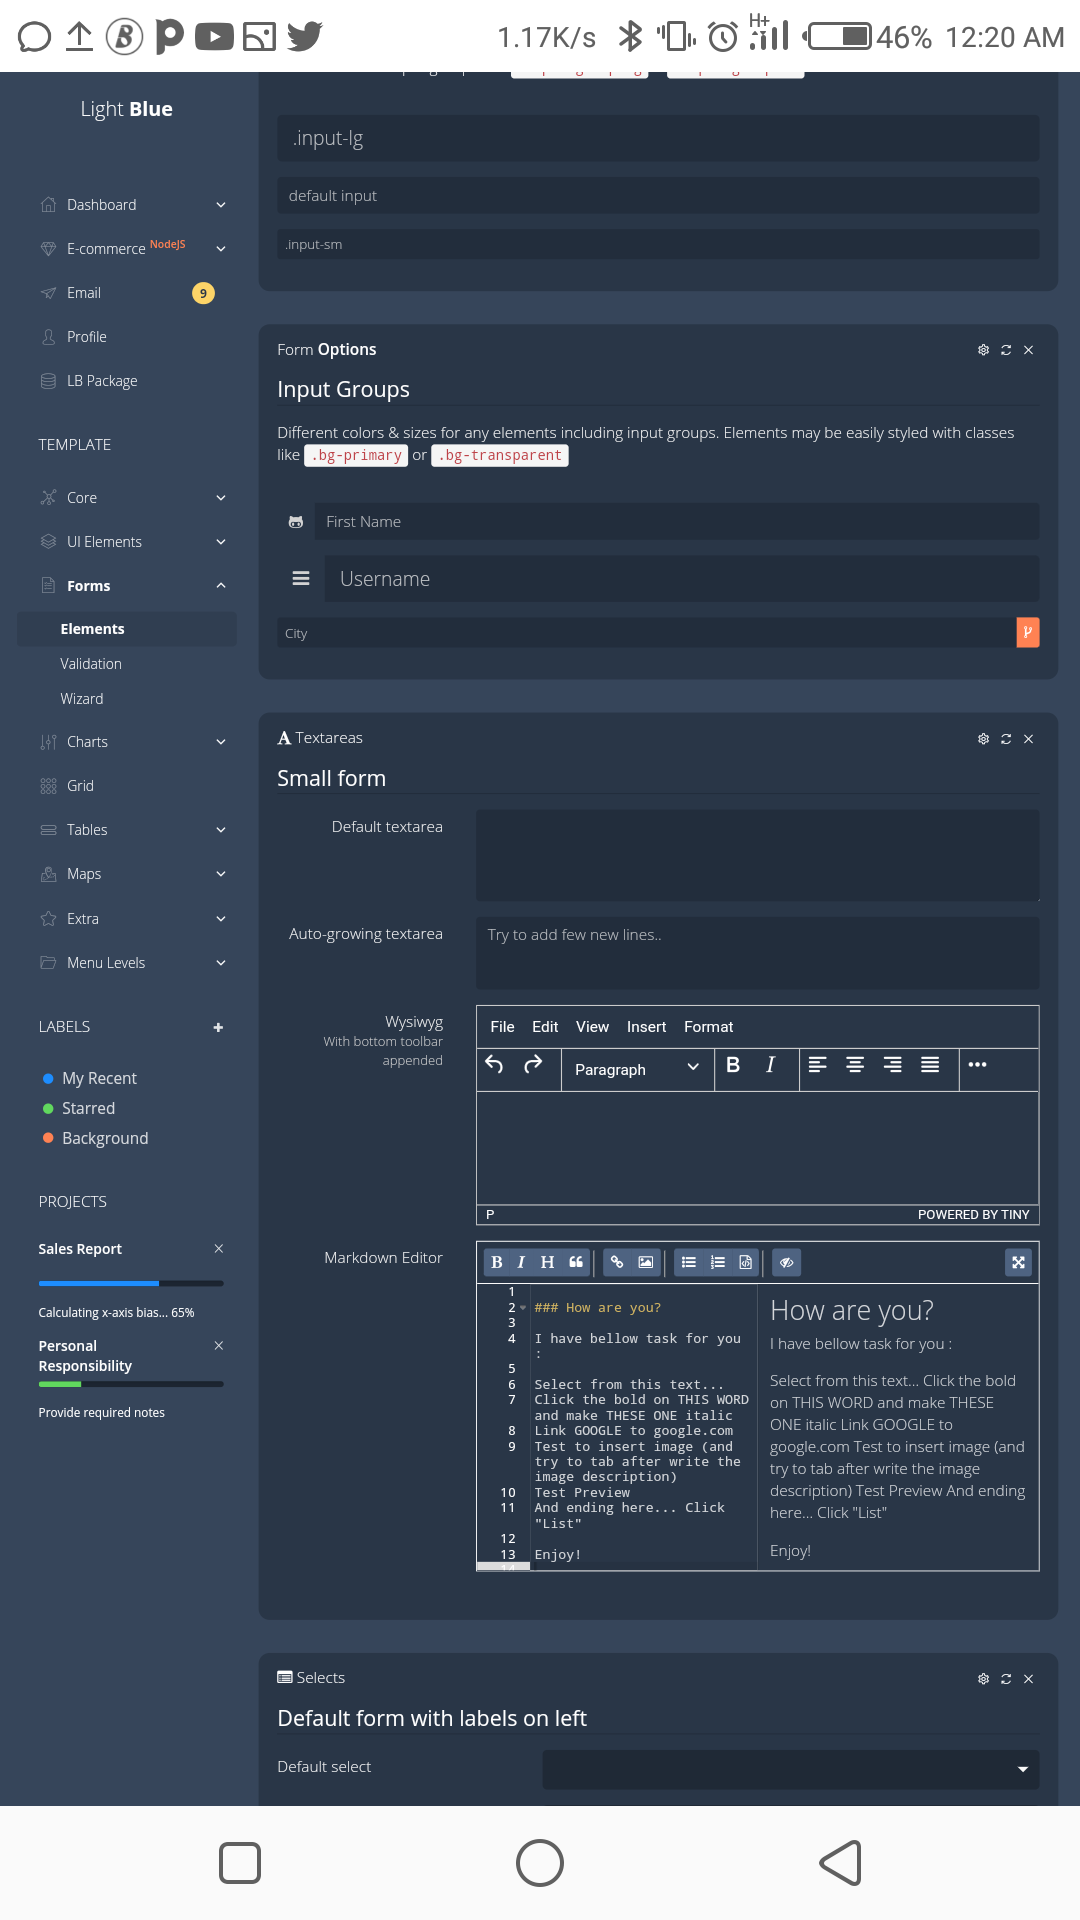 1.17K/s H+ 46% 12:20 AM
Light Blue
Dashboard
E-commerce NodeJS
Email 9
Profile
LB Package
TEMPLATE
Core
UI Elements
Forms
Elements
Validation
Wizard
Charts
Grid
Tables
Maps
Extra
Menu Levels
LABELS +
My Recent
Starred
Background
PROJECTS
Sales Report
Calculating x-axis bias... 65%
Personal
Responsibility
Provide required notes
.input-lg
default input
.input-sm
Form Options
Input Groups
Different colors & sizes for any elements including input groups. Elements may be easily styled with classes
like .bg-primary or .bg-transparent
First Name
Username
City
A Textareas
Small form
Default textarea
Auto-growing textarea
Try to add few new lines..
Wysiwyg
With bottom toolbar
appended
File Edit View Insert Format
Paragraph B I
P POWERED BY TINY
Markdown Editor
B I H
1
2 ### How are you?
3
4 I have bellow task for you
:
5
6 Select from this text...
7 Click the bold on THIS WORD
and make THESE ONE italic
8 Link GOOGLE to google.com
9 Test to insert image (and
try to tab after write the
image description)
10 Test Preview
11 And ending here... Click
"List"
12
13 Enjoy!
How are you?
I have bellow task for you :
Select from this text... Click the bold
on THIS WORD and make THESE
ONE italic Link GOOGLE to
google.com Test to insert image (and
try to tab after write the image
description) Test Preview And ending
here... Click "List"
Enjoy!
Selects
Default form with labels on left
Default select